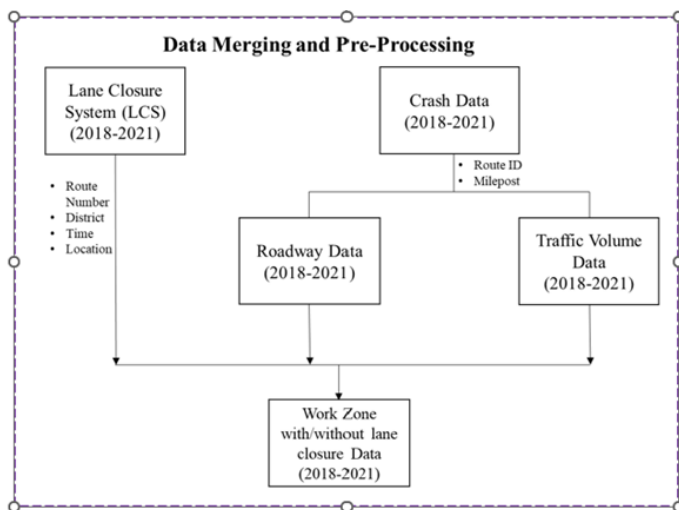 Data Merging and Pre-Processing
Lane Closure
System (LCS)
(2018-2021)
Crash Data
(2018-2021)
• Route
Number
• District
• Time
• Location
• Route ID
• Milepost
Roadway Data
(2018-2021)
Traffic Volume
Data
(2018-2021)
Work Zone
with/without lane
closure Data
(2018-2021)